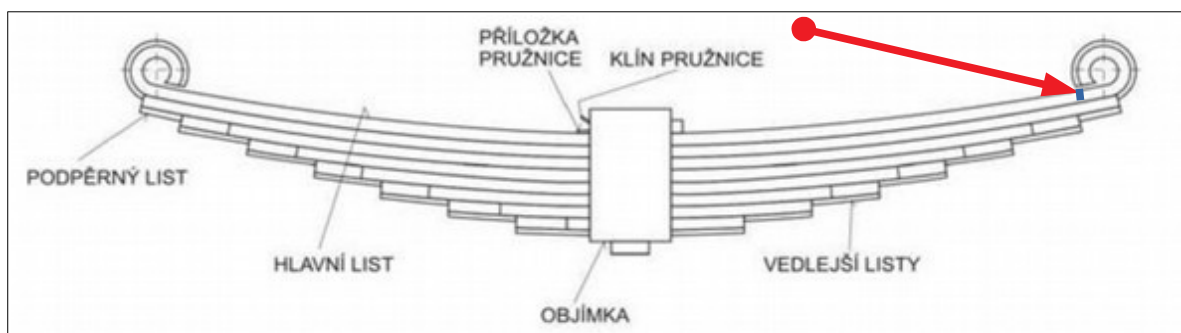 PŘÍLOŽKA
PRUŽNICE
KLÍN PRUŽNICE
PODPĚRNÝ LIST
HLAVNÍ LIST
VEDLEJŠÍ LISTY
OBJÍMKA